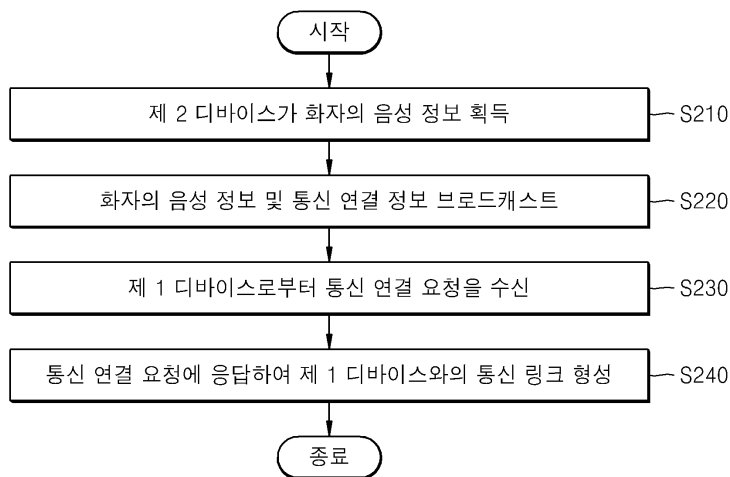 시작
제 2 디바이스가 화자의 음성 정보 획득
S210
화자의 음성 정보 및 통신 연결 정보 브로드캐스트
S220
제 1 디바이스로부터 통신 연결 요청을 수신
S230
통신 연결 요청에 응답하여 제 1 디바이스와의 통신 링크 형성
S240
종료